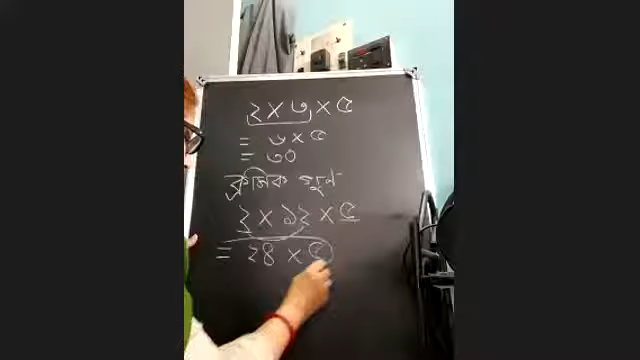 ২ × ৩ × ৫
= ৬ × ৫
= ৩০
ক্রমিক গুণ
২ × ১২ × ৫
= ২৪ × ৫